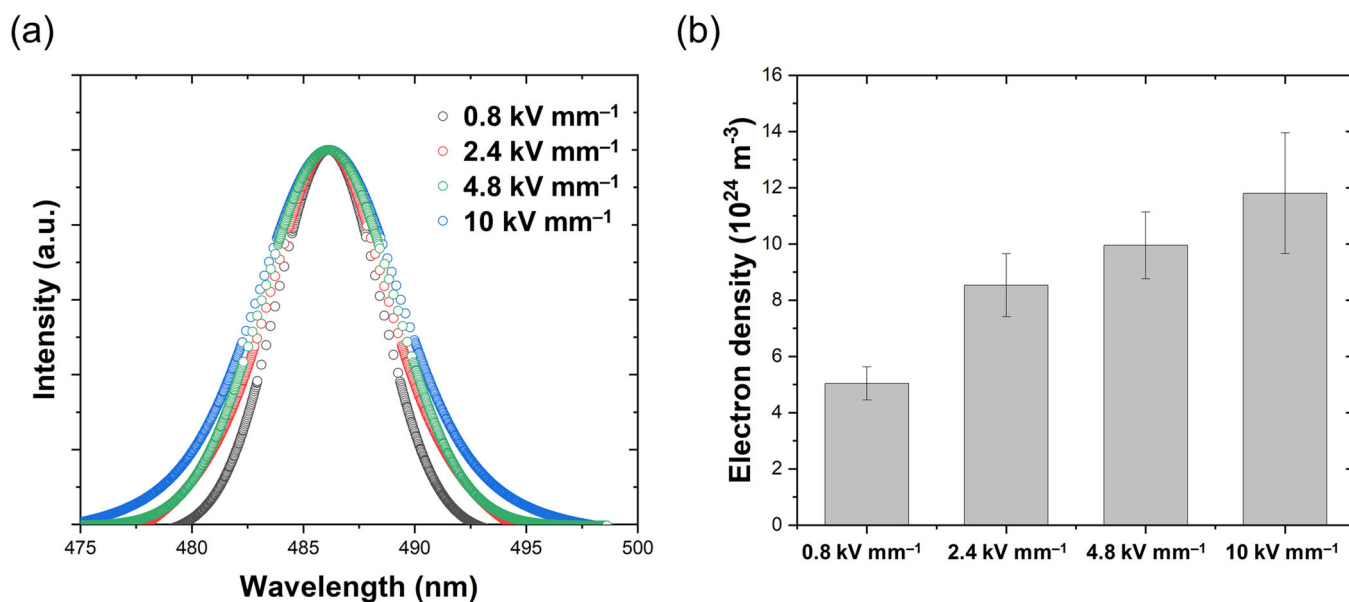 (a)
Intensity (a.u.)
0.8 kV mm⁻¹
2.4 kV mm⁻¹
4.8 kV mm⁻¹
10 kV mm⁻¹
475 480 485 490 495 500
Wavelength (nm)
(b)
Electron density (10²⁴ m⁻³)
16
14
12
10
8
6
4
2
0
0.8 kV mm⁻¹ 2.4 kV mm⁻¹ 4.8 kV mm⁻¹ 10 kV mm⁻¹